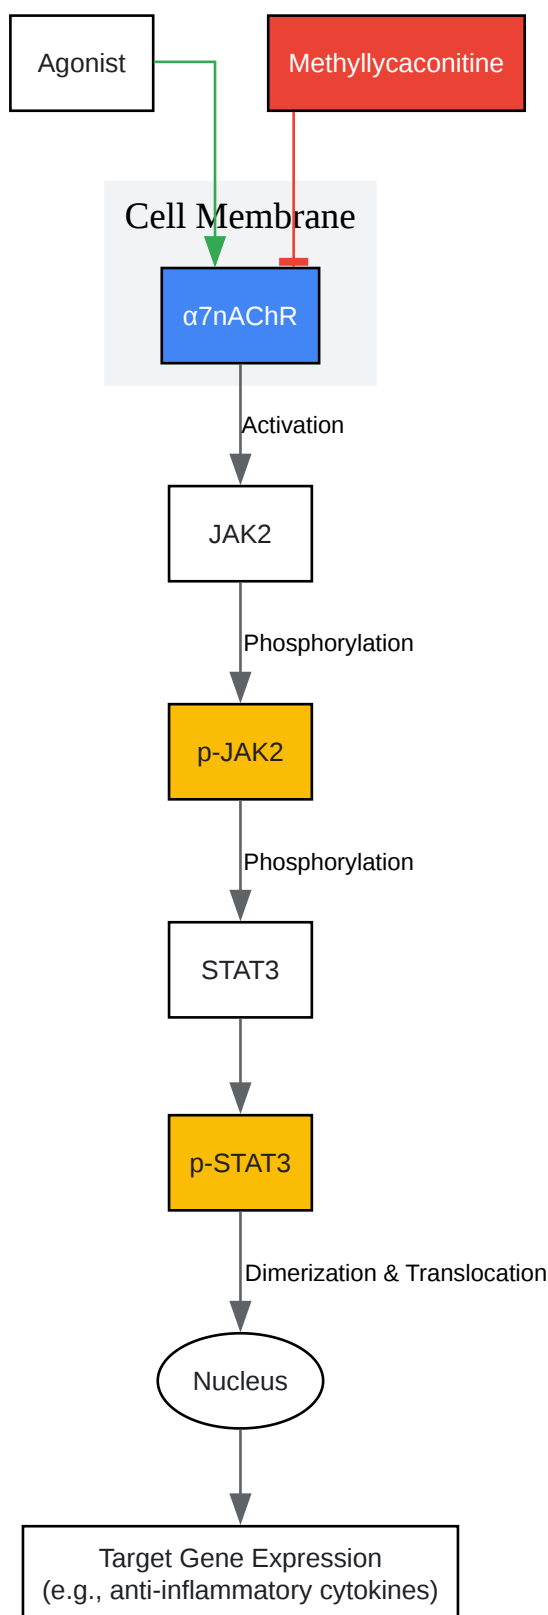 Agonist
Methyllycaconitine
Cell Membrane
α7nAChR
Activation
JAK2
Phosphorylation
p-JAK2
Phosphorylation
STAT3
p-STAT3
Dimerization & Translocation
Nucleus
Target Gene Expression
(e.g., anti-inflammatory cytokines)